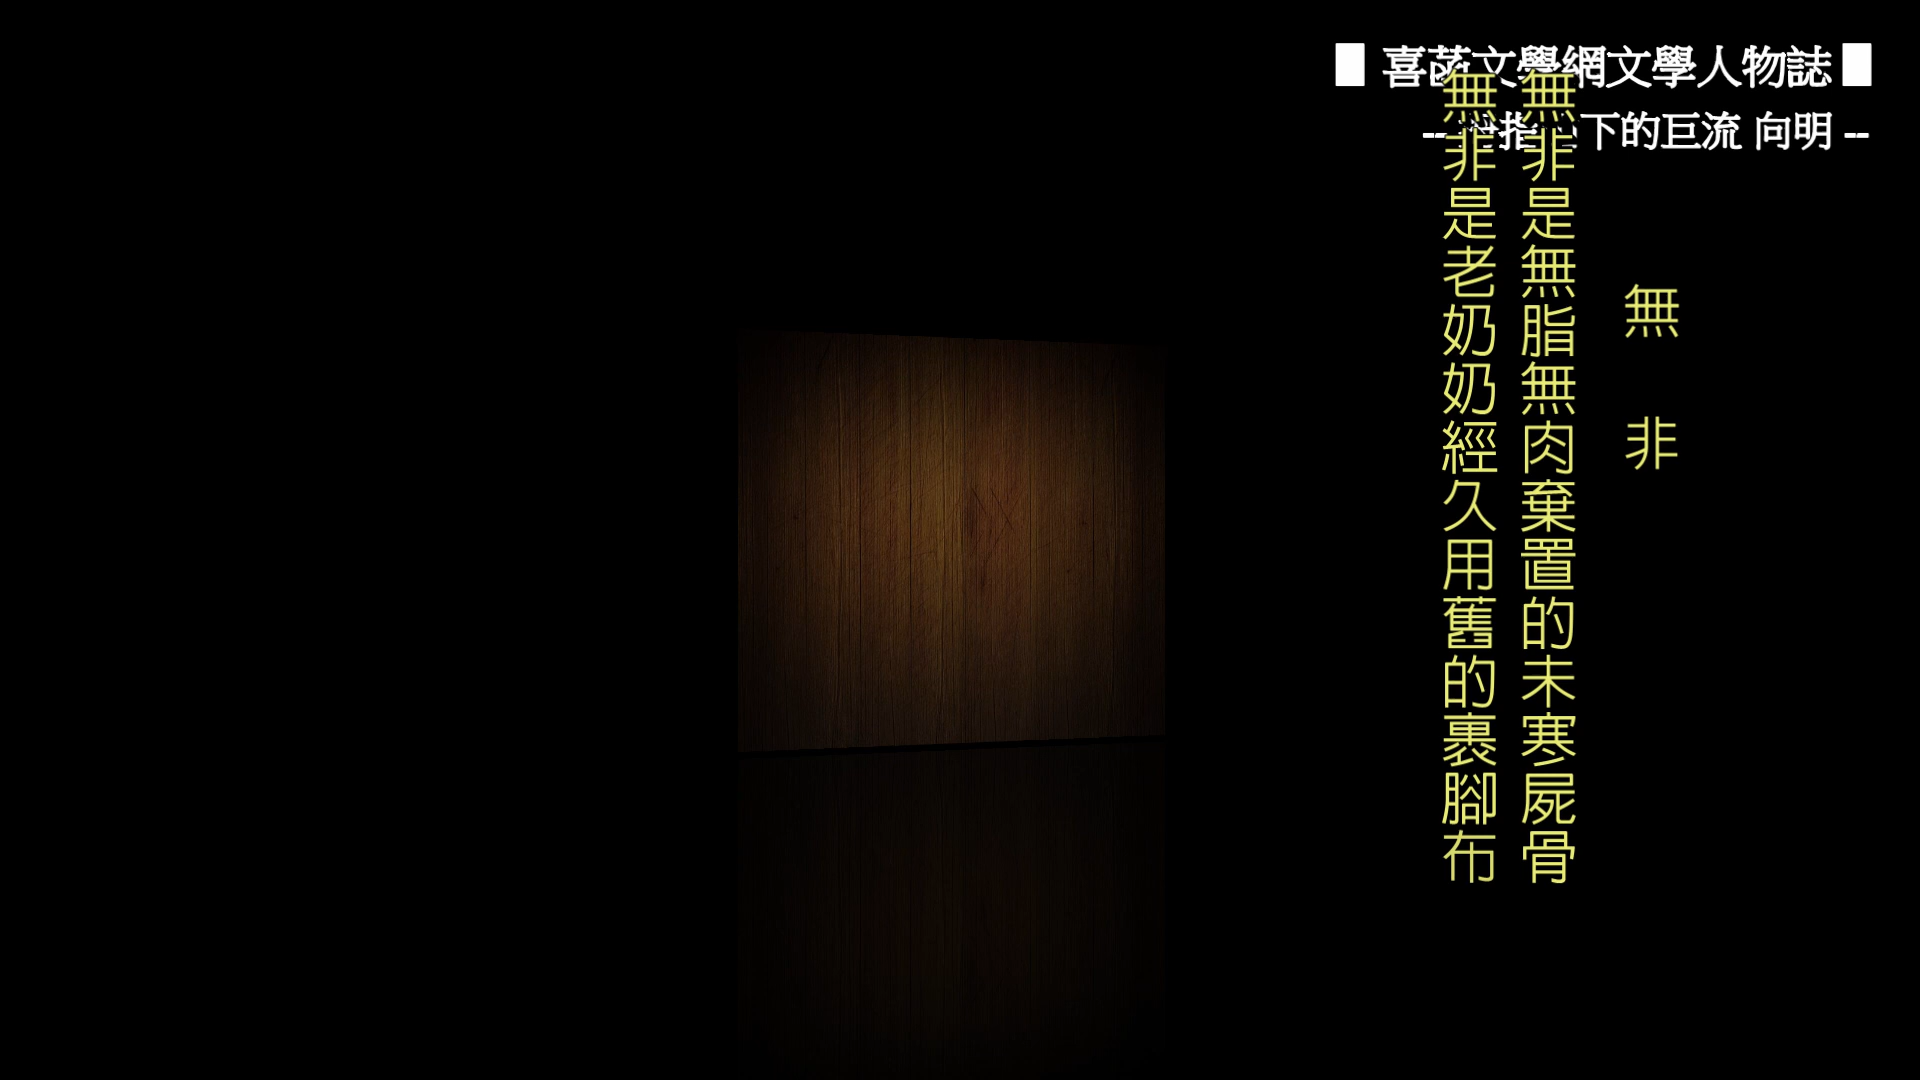 ▌喜菡文學網文學人物誌▐
下的巨流 向明 --
無 非
無非是無脂無肉棄置的未寒屍骨
無非是老奶奶經久用舊的裹腳布